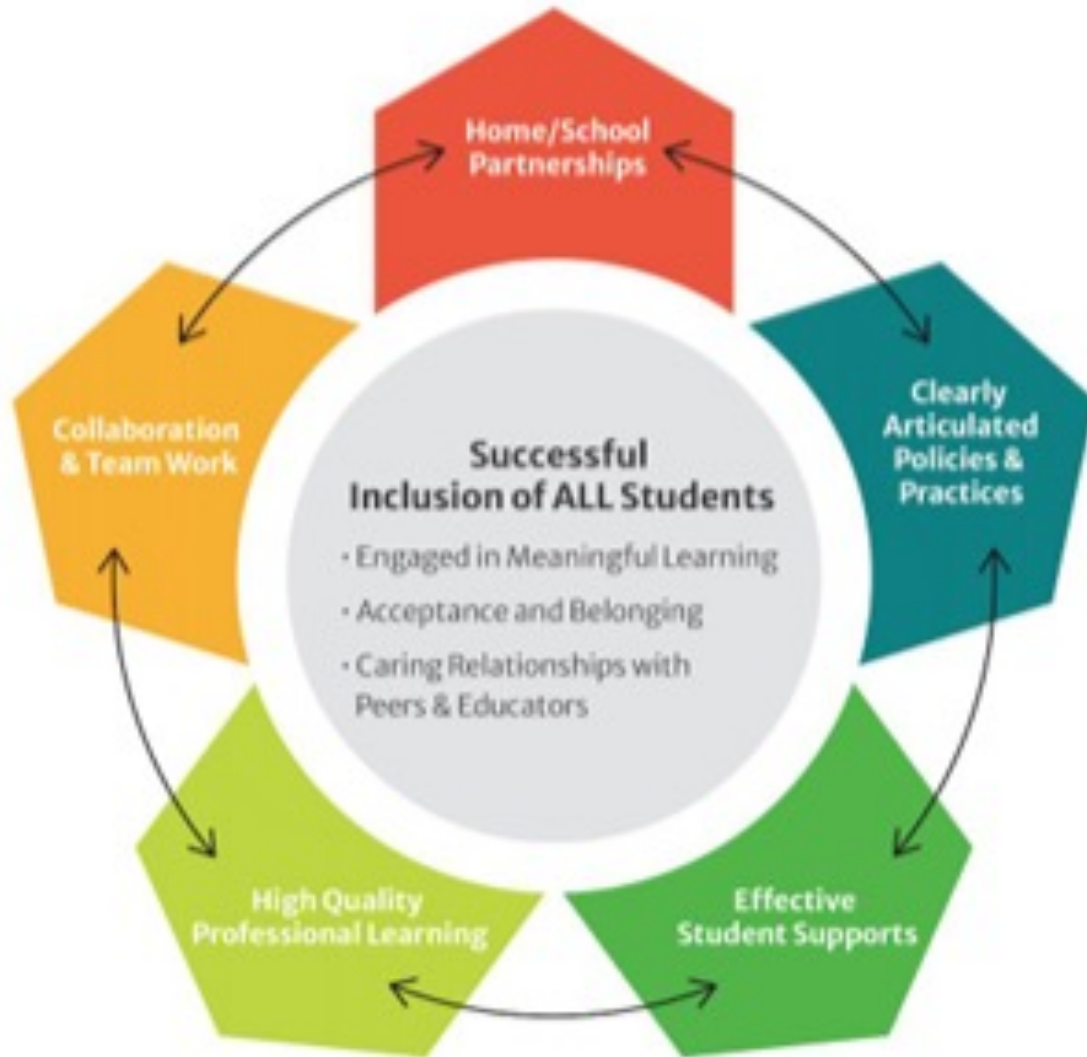 Home/School
Partnerships
Clearly
Articulated
Policies &
Practices
Effective
Student Supports
High Quality
Professional Learning
Collaboration
& Team Work
Successful
Inclusion of ALL Students
• Engaged in Meaningful Learning
• Acceptance and Belonging
• Caring Relationships with
Peers & Educators